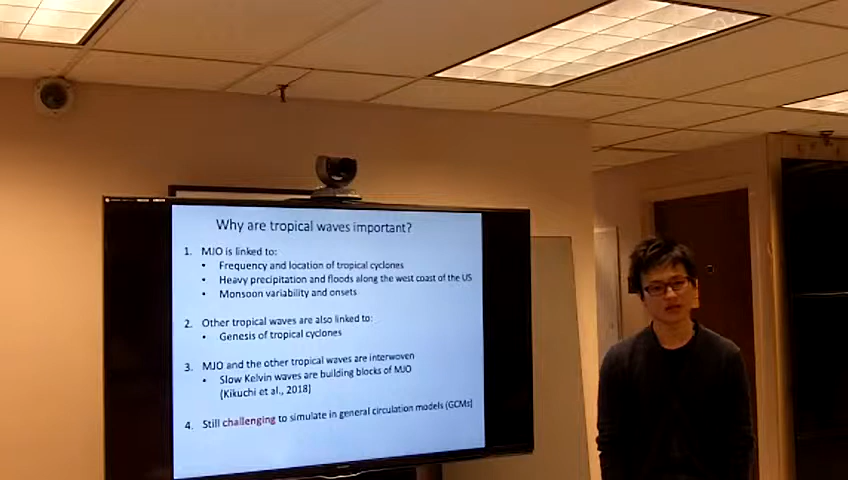 Why are tropical waves important?
1. MJO is linked to:
• Frequency and location of tropical cyclones
• Heavy precipitation and floods along the west coast of the US
• Monsoon variability and onsets
2. Other tropical waves are also linked to:
• Genesis of tropical cyclones
3. MJO and the other tropical waves are interwoven
• Slow Kelvin waves are building blocks of MJO
(Kikuchi et al., 2018)
4. Still challenging to simulate in general circulation models (GCMs)